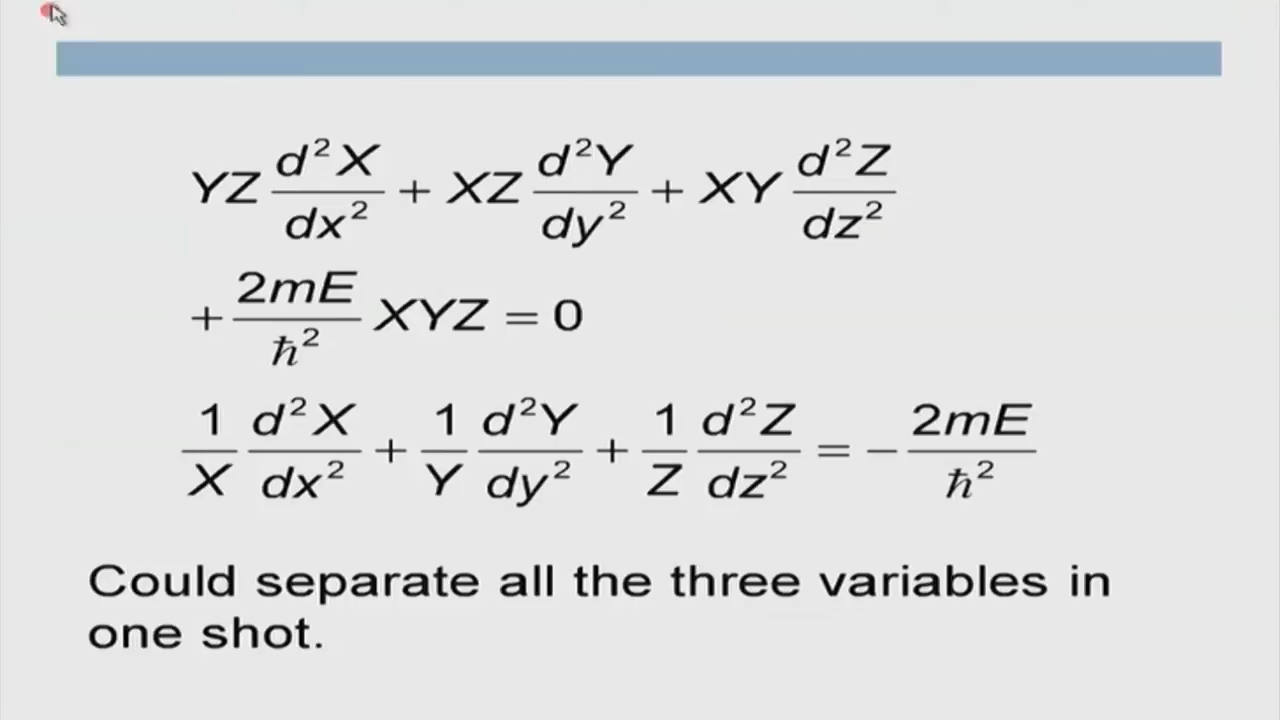 YZ d²X/dx² + XZ d²Y/dy² + XY d²Z/dz²
+ 2mE/ħ² XYZ = 0
1/X d²X/dx² + 1/Y d²Y/dy² + 1/Z d²Z/dz² = − 2mE/ħ²
Could separate all the three variables in
one shot.